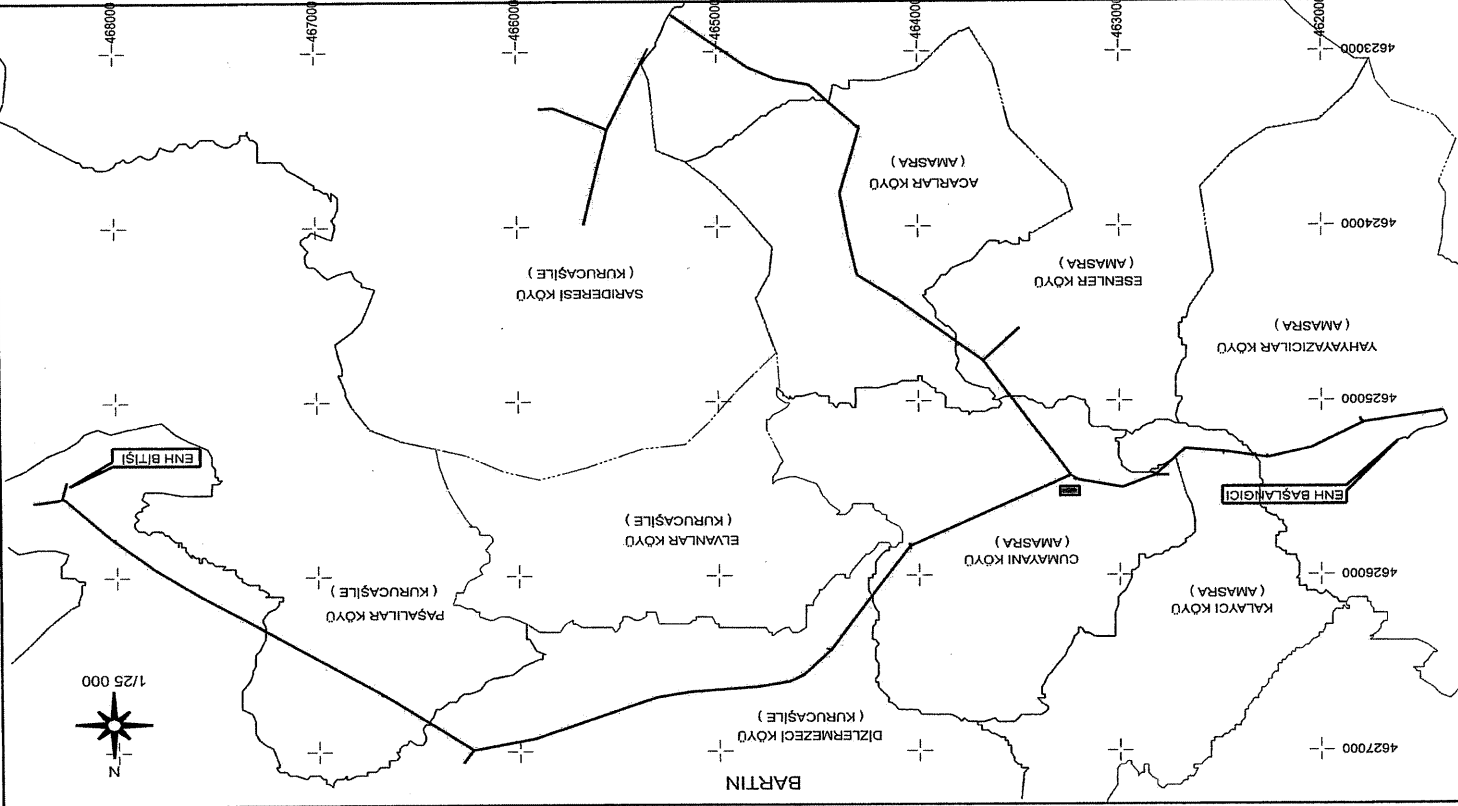 BARTIN
N
1/25 000
4627000
DİZLERMEZECİ KÖYÜ
( KURUCAŞİLE )
KALAYCI KÖYÜ
( AMASRA )
PAŞALILAR KÖYÜ
( KURUCAŞİLE )
4626000
CUMAYANI KÖYÜ
( AMASRA )
ELVANLAR KÖYÜ
( KURUCAŞİLE )
ENH BAŞLANGICI
ENH BİTİŞİ
4625000
YAHYAYAZICILAR KÖYÜ
( AMASRA )
ESENLER KÖYÜ
( AMASRA )
SARIDERESİ KÖYÜ
( KURUCAŞİLE )
4624000
ACARLAR KÖYÜ
( AMASRA )
4623000
462000
463000
464000
465000
466000
467000
468000